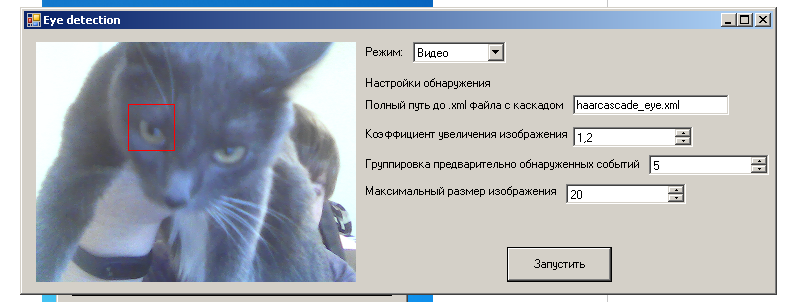 Eye detection
Режим: Видео
Настройки обнаружения
Полный путь до .xml файла с каскадом haarcascade_eye.xml
Коэффициент увеличения изображения 1,2
Группировка предварительно обнаруженных событий 5
Максимальный размер изображения 20
Запустить